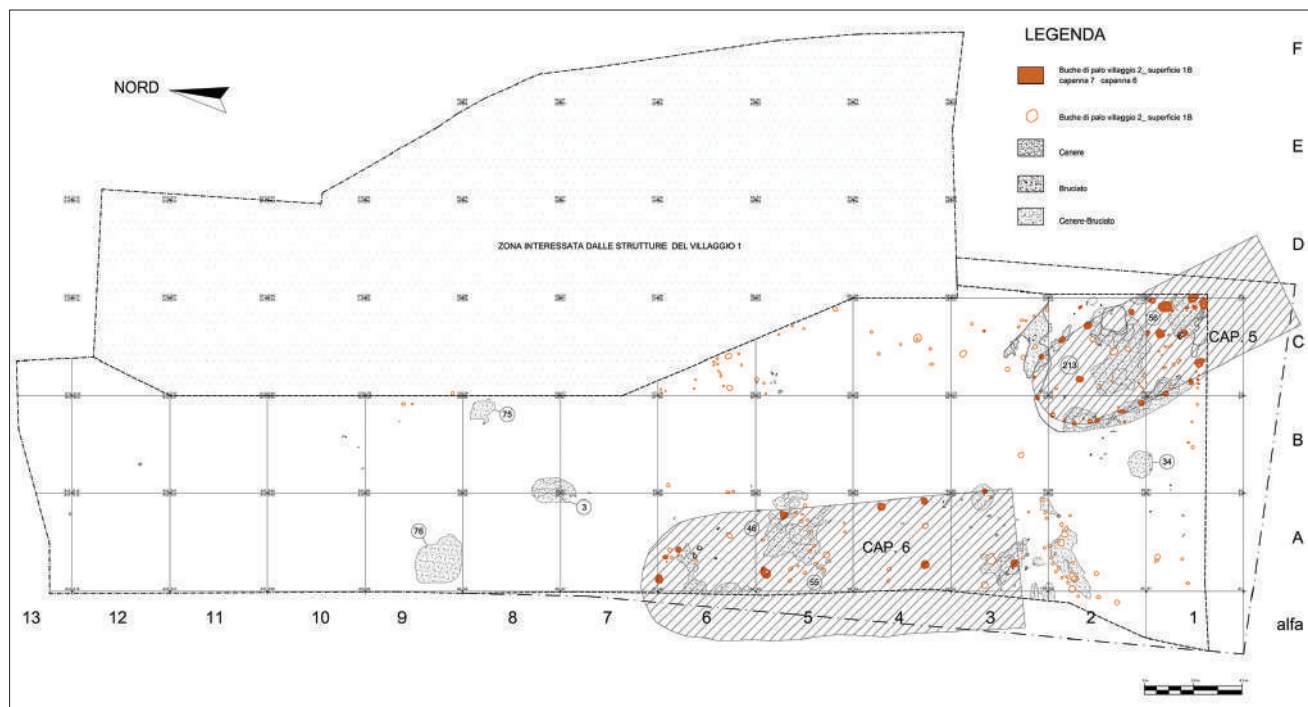 LEGENDA
F
Buche di palo villaggio 2_ superficie 1B
capanna 7 capanna 6
NORD
Buche di palo villaggio 2_ superficie 1B
E
Cenere
Bruciato
Cenere-Bruciato
ZONA INTERESSATA DALLE STRUTTURE DEL VILLAGGIO 1
D
56
CAP. 5
C
213
75
B
34
3
46
76
CAP. 6
A
55
13 12 11 10 9 8 7 6 5 4 3 2 1 alfa